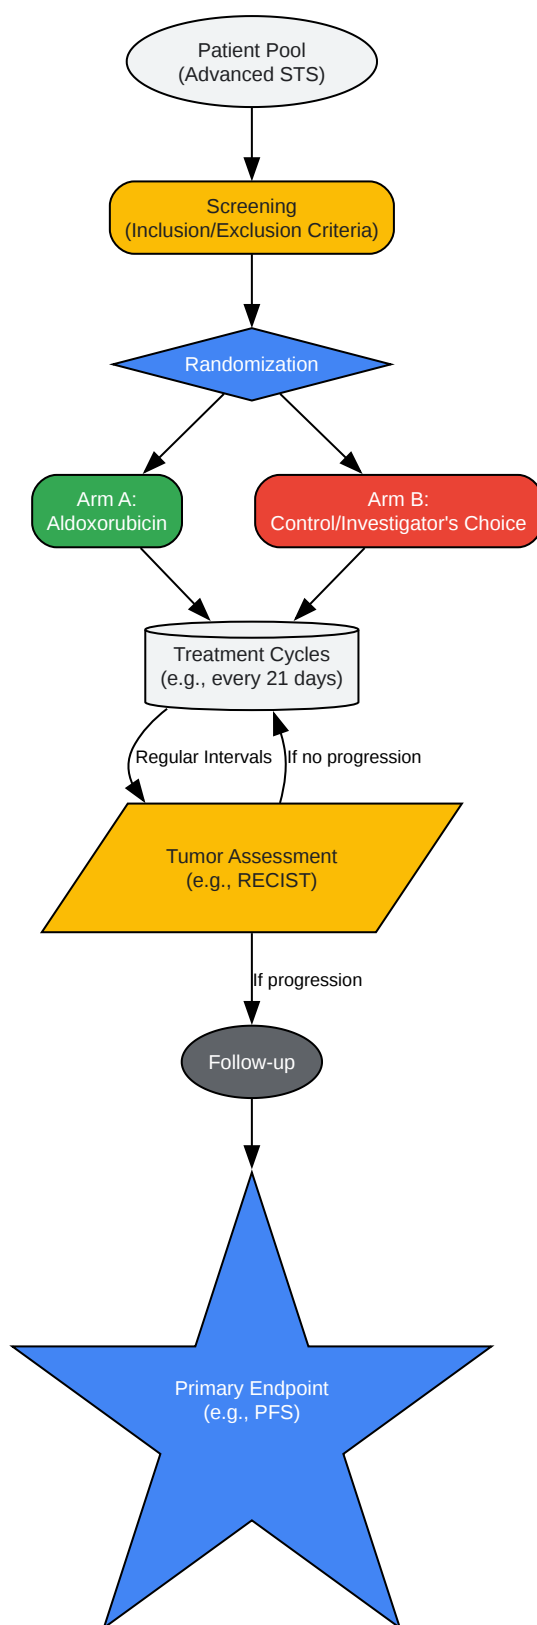 Patient Pool
(Advanced STS)
Screening
(Inclusion/Exclusion Criteria)
Randomization
Arm A:
Aldoxorubicin
Arm B:
Control/Investigator's Choice
Treatment Cycles
(e.g., every 21 days)
Regular Intervals
If no progression
Tumor Assessment
(e.g., RECIST)
If progression
Follow-up
Primary Endpoint
(e.g., PFS)